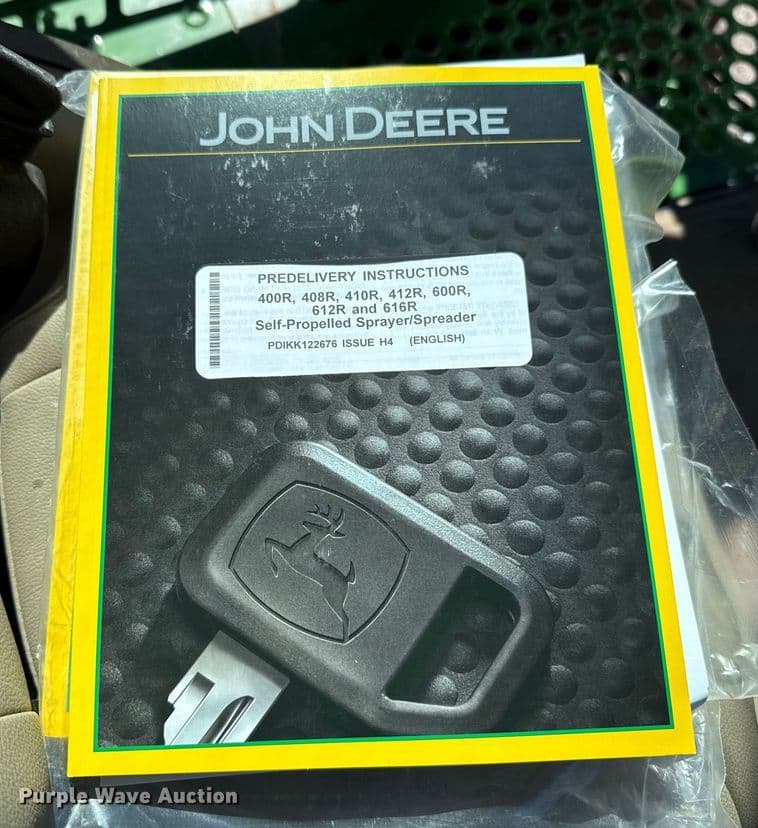 JOHN DEERE
PREDELIVERY INSTRUCTIONS
400R, 408R, 410R, 412R, 600R,
612R and 616R
Self-Propelled Sprayer/Spreader
PDIKK122676 ISSUE H4 (ENGLISH)
Purple Wave Auction